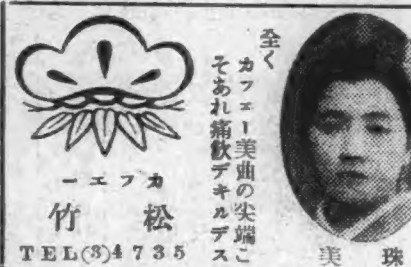 全く
カフェー美曲の尖端こ
そあれ痛飲デキルデス
珠美
カフエー
松竹
TEL(3)4735